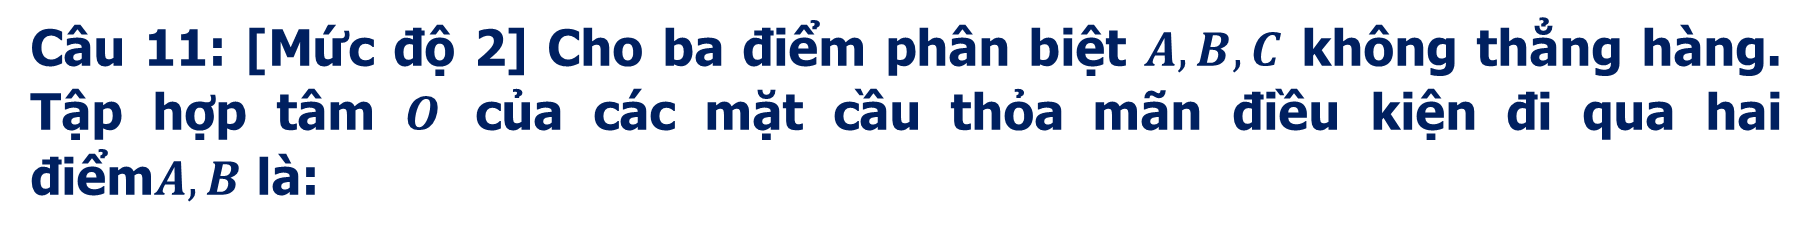 Câu 11: [Mức độ 2] Cho ba điểm phân biệt A, B, C không thẳng hàng.
Tập hợp tâm O của các mặt cầu thỏa mãn điều kiện đi qua hai
điểmA, B là: